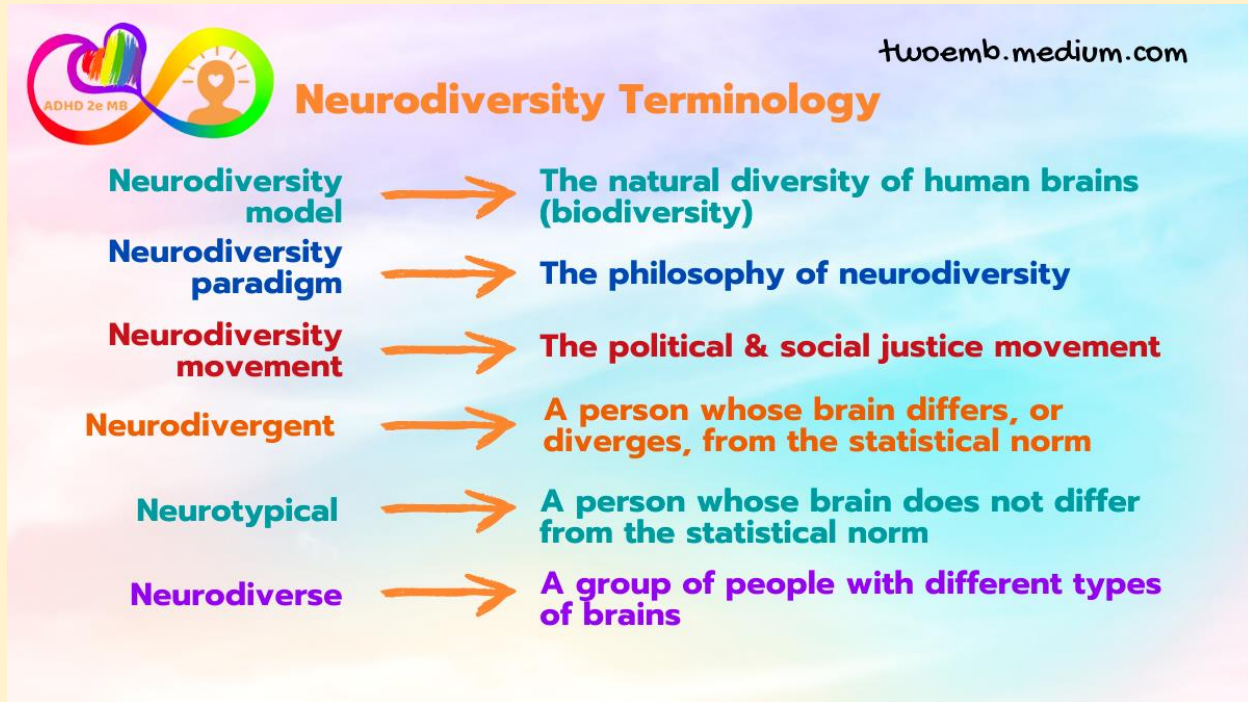 twoemb.medium.com
ADHD 2e MB
Neurodiversity Terminology
Neurodiversity
model
The natural diversity of human brains
(biodiversity)
Neurodiversity
paradigm
The philosophy of neurodiversity
Neurodiversity
movement
The political & social justice movement
Neurodivergent
A person whose brain differs, or
diverges, from the statistical norm
Neurotypical
A person whose brain does not differ
from the statistical norm
Neurodiverse
A group of people with different types
of brains